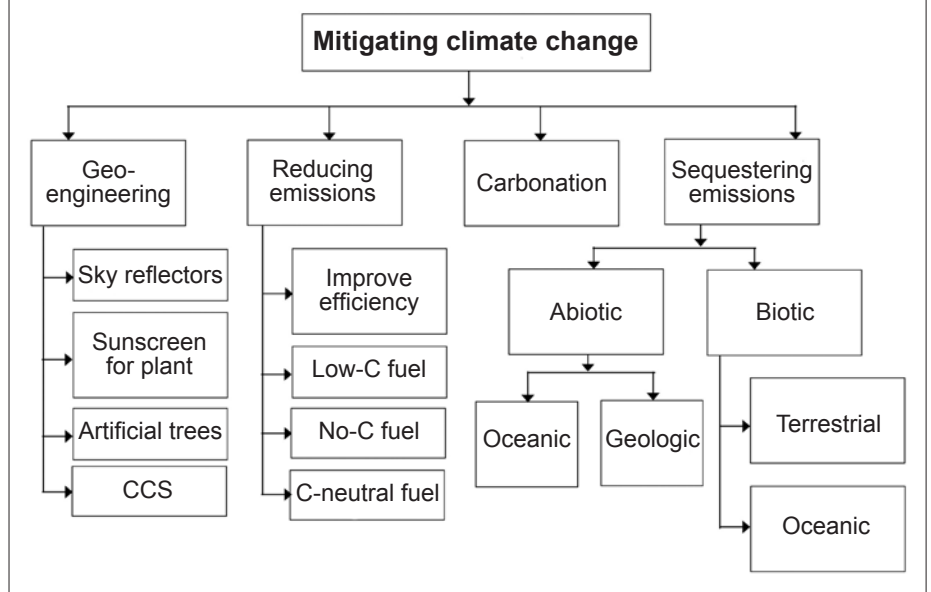 Mitigating climate change
Geo-
engineering
Reducing
emissions
Carbonation
Sequestering
emissions
Sky reflectors
Sunscreen
for plant
Artificial trees
CCS
Improve
efficiency
Low-C fuel
No-C fuel
C-neutral fuel
Abiotic
Biotic
Oceanic
Geologic
Terrestrial
Oceanic